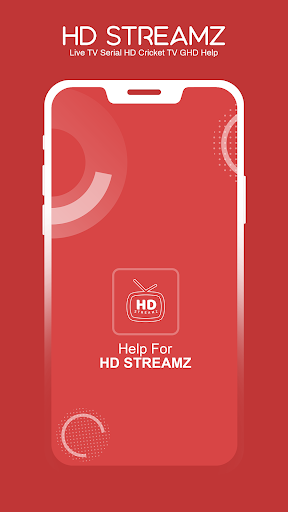 HD STREAMZ
Live TV Serial HD Cricket TV GHD Help
HD
STREAMZ
Help For
HD STREAMZ